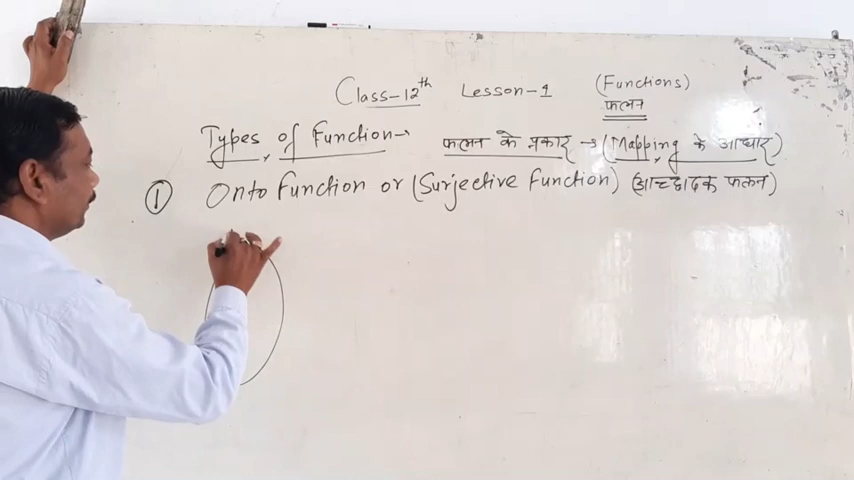 Class-12th Lesson-1 (Functions)
फलन
Types of Function→ फलन के प्रकार → (Mapping के आधार)
① Onto Function or (Surjective Function) (आच्छादक फलन)